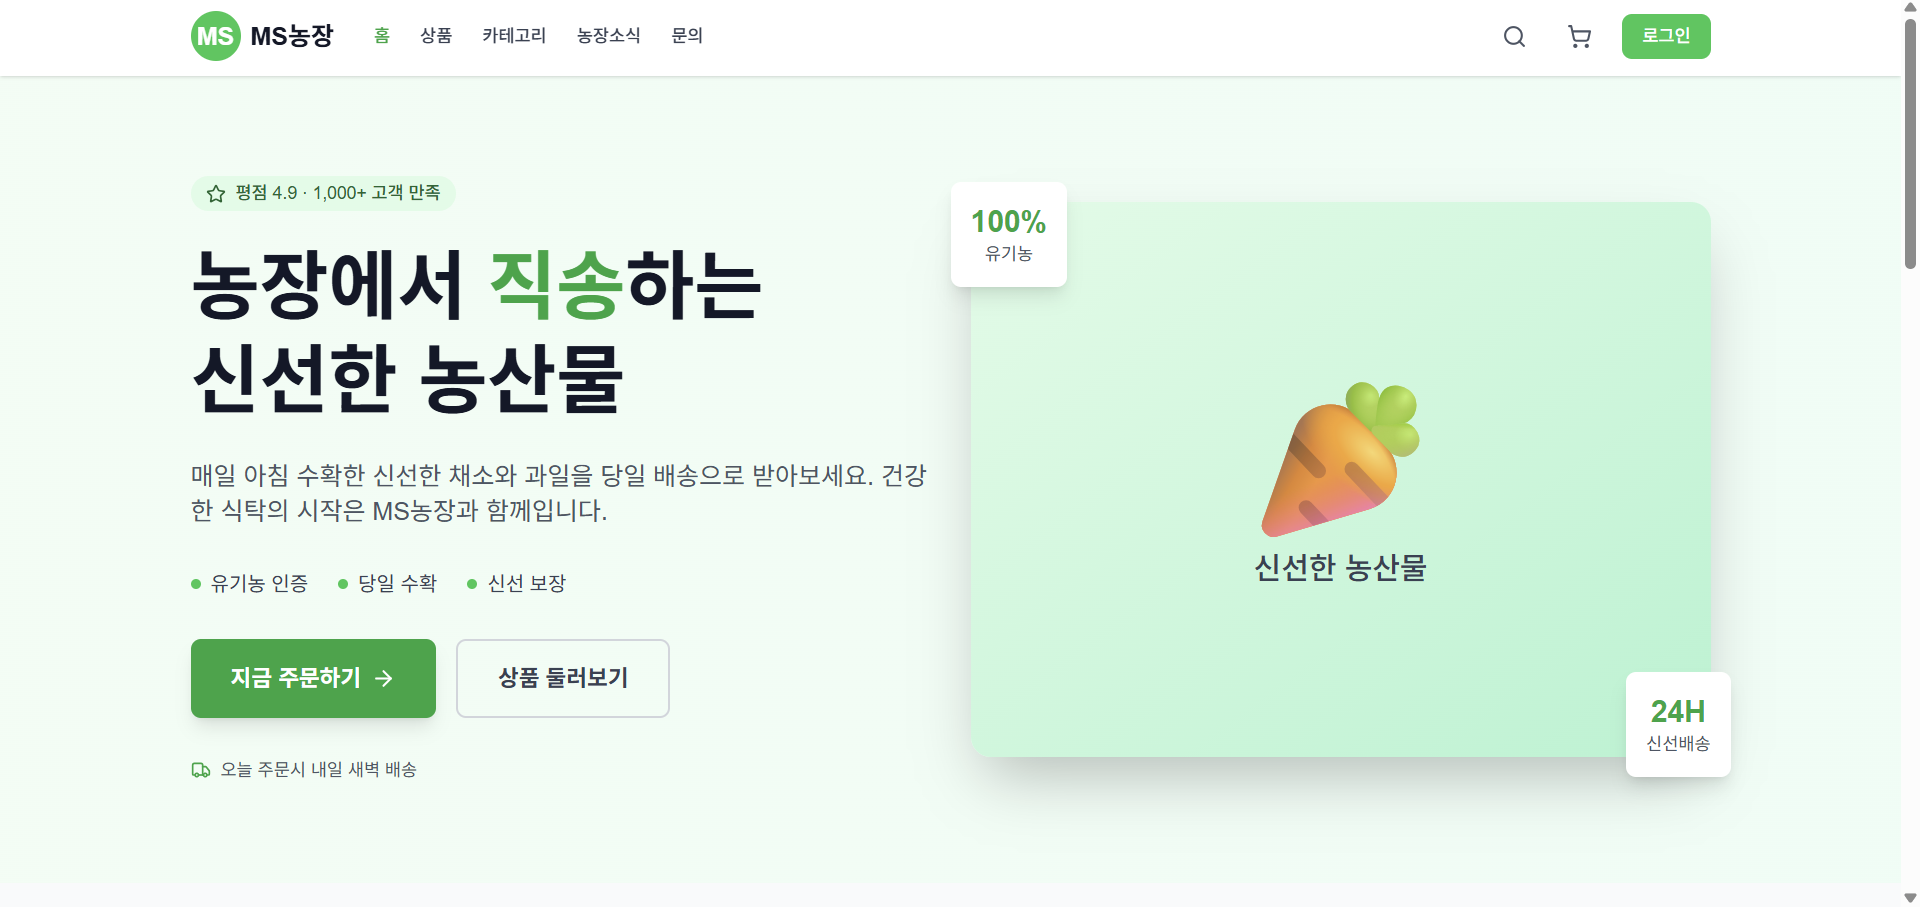 MS MS농장 홈 상품 카테고리 농장소식 문의 로그인
평점 4.9 · 1,000+ 고객 만족
농장에서 직송하는
신선한 농산물
매일 아침 수확한 신선한 채소와 과일을 당일 배송으로 받아보세요. 건강
한 식탁의 시작은 MS농장과 함께입니다.
유기농 인증 당일 수확 신선 보장
지금 주문하기 → 상품 둘러보기
오늘 주문시 내일 새벽 배송
100%
유기농
신선한 농산물
24H
신선배송